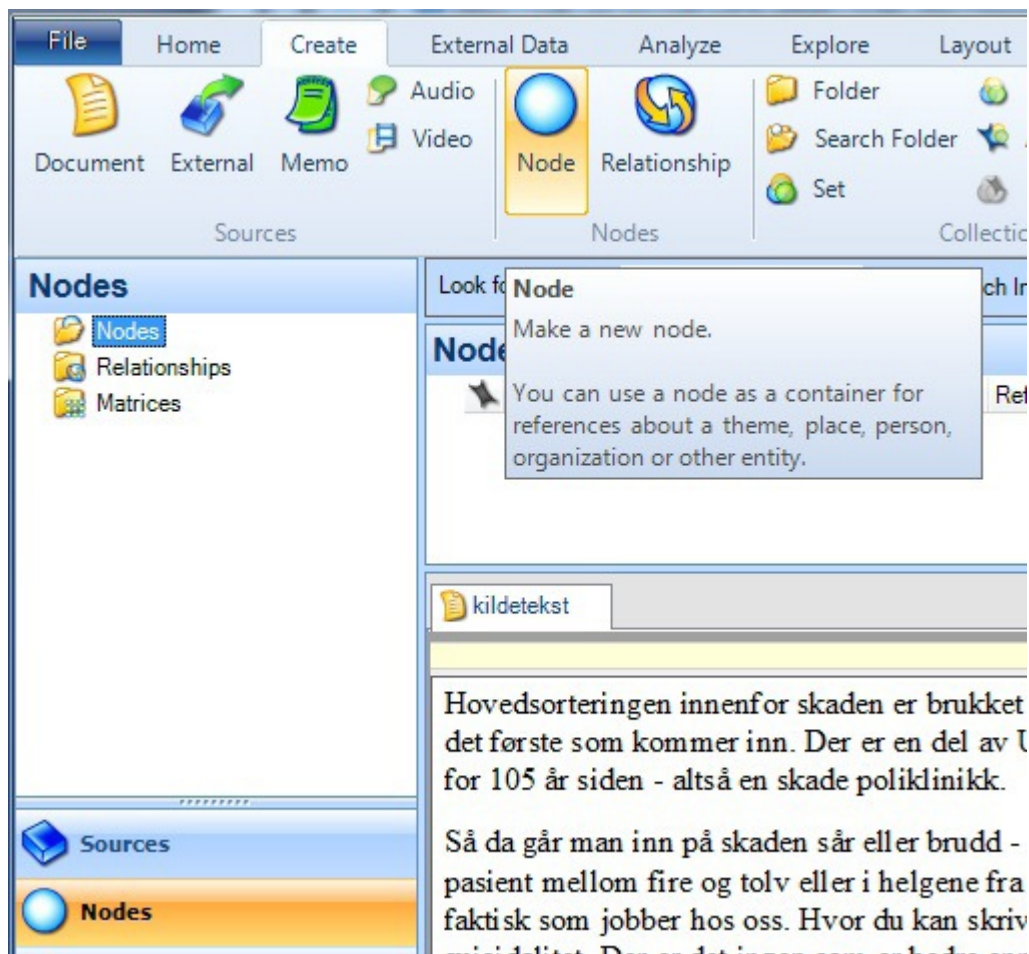 File Home Create External Data Analyze Explore Layout
Audio Folder
Video Search Folder
Document External Memo Node Relationship Set
Sources Nodes
Nodes
Nodes
Relationships
Matrices
Look
Node
Make a new node.
You can use a node as a container for
references about a theme, place, person,
organization or other entity.
kildetekst
Hovedsorteringen innenfor skaden er brukket
det første som kommer inn. Der er en del av
for 105 år siden - altså en skade poliklinikk.
Så da går man inn på skaden sår eller brudd -
pasient mellom fire og tolv eller i helgene fra
faktisk som jobber hos oss. Hvor du kan
Sources
Nodes